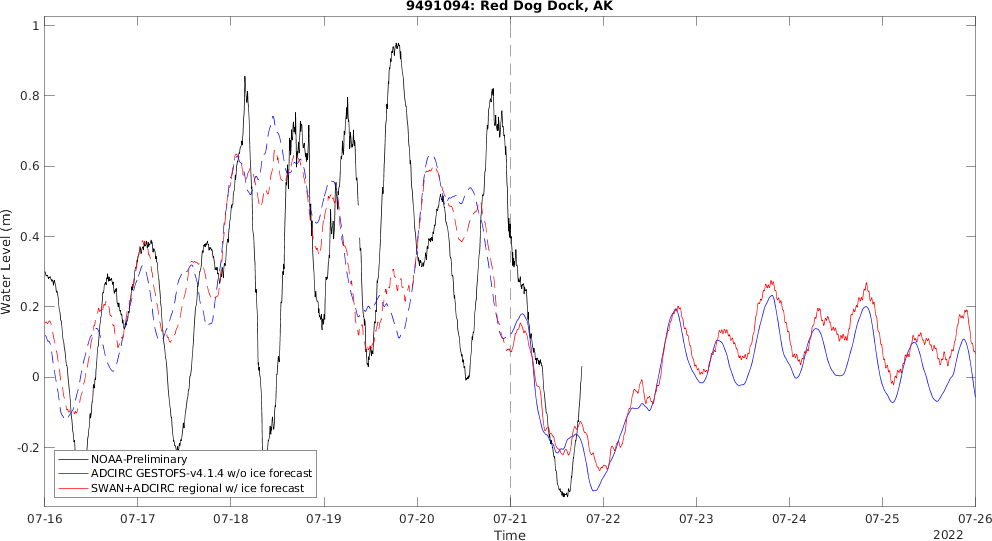 9491094: Red Dog Dock, AK
1
0.8
0.6
0.4
0.2
0
-0.2
Water Level (m)
NOAA-Preliminary
ADCIRC GESTOFS-v4.1.4 w/o ice forecast
SWAN+ADCIRC regional w/ ice forecast
07-16 07-17 07-18 07-19 07-20 07-21 07-22 07-23 07-24 07-25 07-26
Time
2022